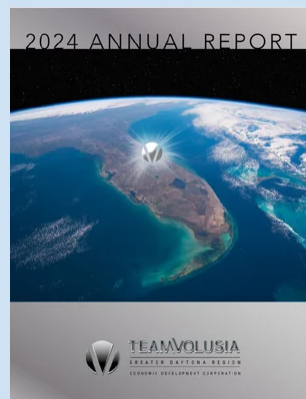 2024 ANNUAL REPORT
TEAMVOLUSIA
GREATER DAYTONA REGION
ECONOMIC DEVELOPMENT CORPORATION